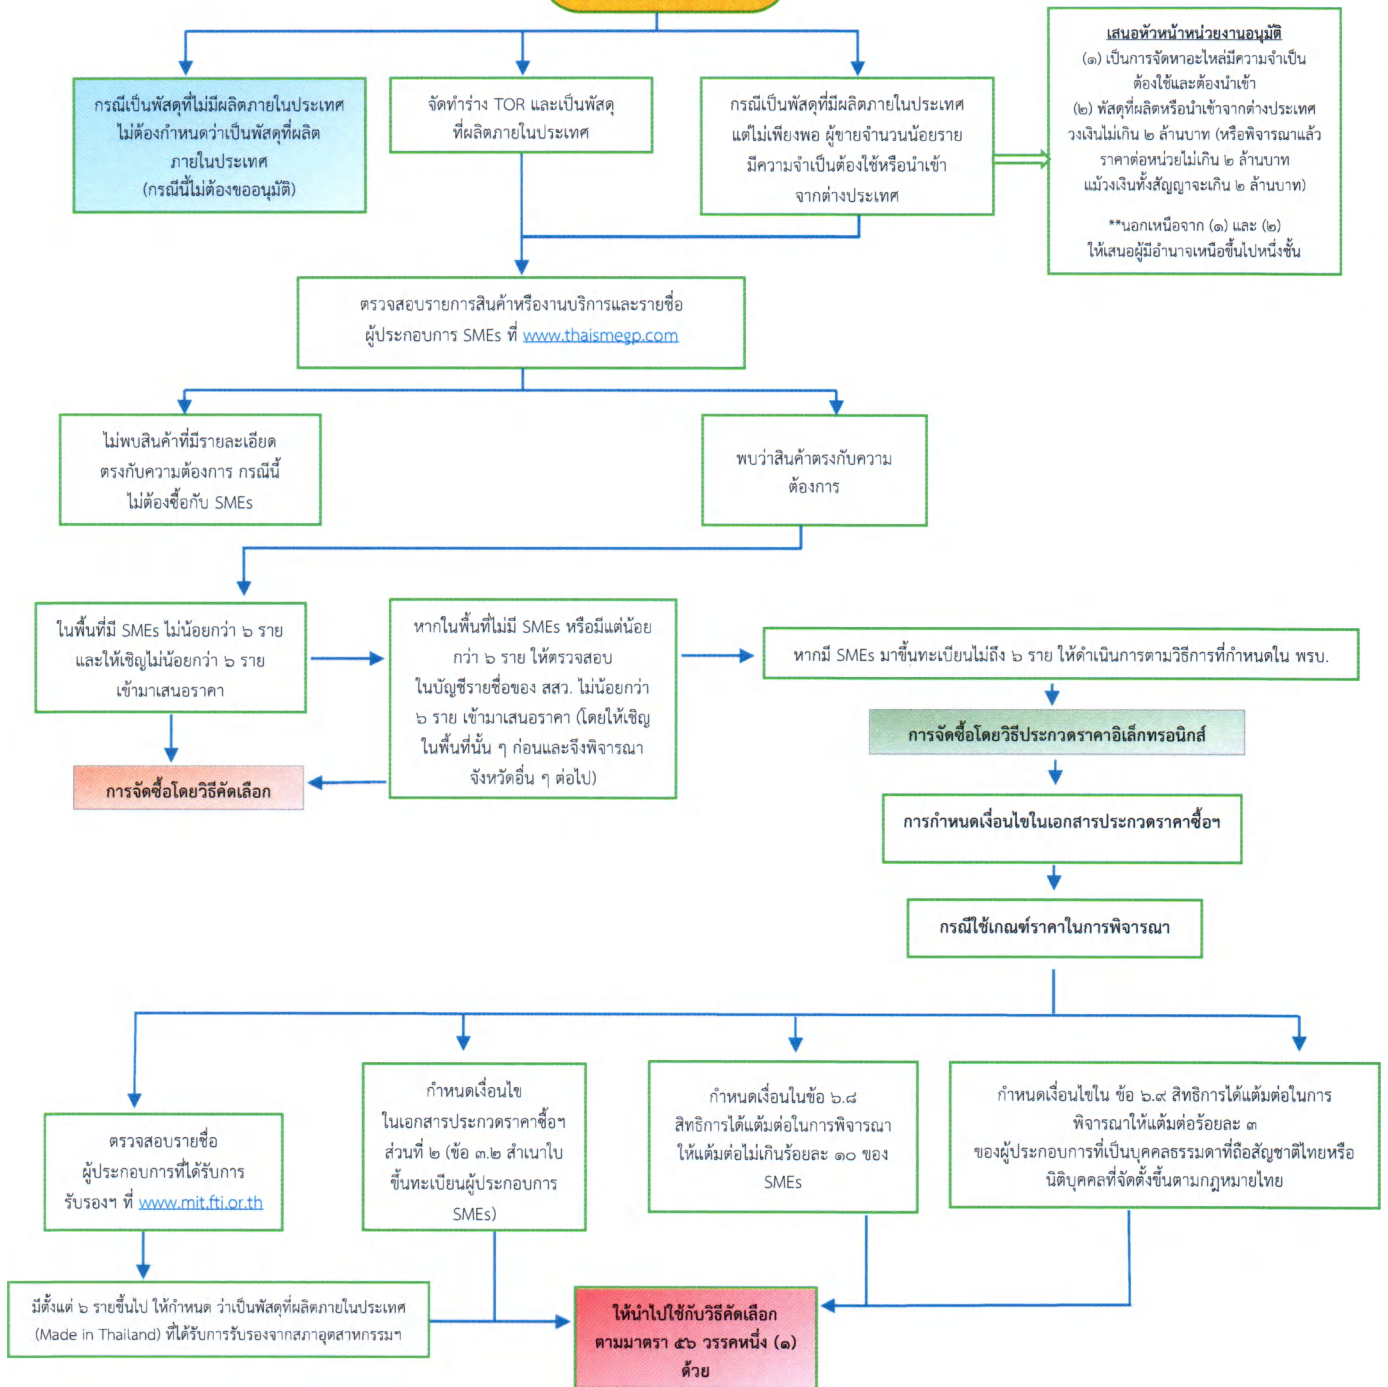 กรณีเป็นพัสดุที่ไม่มีผลิตภายในประเทศ
ไม่ต้องกำหนดว่าเป็นพัสดุที่ผลิต
ภายในประเทศ
(กรณีนี้ไม่ต้องขออนุมัติ)
จัดทำร่าง TOR และเป็นพัสดุ
ที่ผลิตภายในประเทศ
กรณีเป็นพัสดุที่มีผลิตภายในประเทศ
แต่ไม่เพียงพอ ผู้ขายจำนวนน้อยราย
มีความจำเป็นต้องใช้หรือนำเข้า
จากต่างประเทศ
เสนอหัวหน้าหน่วยงานอนุมัติ
(๑) เป็นการจัดหาอะไหล่มีความจำเป็น
ต้องใช้และต้องนำเข้า
(๒) พัสดุที่ผลิตหรือนำเข้าจากต่างประเทศ
วงเงินไม่เกิน ๒ ล้านบาท (หรือพิจารณาแล้ว
ราคาต่อหน่วยไม่เกิน ๒ ล้านบาท
แม้วงเงินทั้งสัญญาจะเกิน ๒ ล้านบาท)
**นอกเหนือจาก (๑) และ (๒)
ให้เสนอผู้มีอำนาจเหนือขึ้นไปหนึ่งชั้น
ตรวจสอบรายการสินค้าหรืองานบริการและรายชื่อ
ผู้ประกอบการ SMEs ที่ www.thaismegp.com
ไม่พบสินค้าที่มีรายละเอียด
ตรงกับความต้องการ กรณีนี้
ไม่ต้องซื้อกับ SMEs
พบว่าสินค้าตรงกับความ
ต้องการ
ในพื้นที่มี SMEs ไม่น้อยกว่า ๖ ราย
และให้เชิญไม่น้อยกว่า ๖ ราย
เข้ามาเสนอราคา
หากในพื้นที่ไม่มี SMEs หรือมีแต่น้อย
กว่า ๖ ราย ให้ตรวจสอบ
ในบัญชีรายชื่อของ สสว. ไม่น้อยกว่า
๖ ราย เข้ามาเสนอราคา (โดยให้เชิญ
ในพื้นที่นั้น ๆ ก่อนและจึงพิจารณา
จังหวัดอื่น ๆ ต่อไป)
หากมี SMEs มาขึ้นทะเบียนไม่ถึง ๖ ราย ให้ดำเนินการตามวิธีการที่กำหนดใน พรบ.
การจัดซื้อโดยวิธีคัดเลือก
การจัดซื้อโดยวิธีประกวดราคาอิเล็กทรอนิกส์
การกำหนดเงื่อนไขในเอกสารประกวดราคาซื้อฯ
กรณีใช้เกณฑ์ราคาในการพิจารณา
ตรวจสอบรายชื่อ
ผู้ประกอบการที่ได้รับการ
รับรองฯ ที่ www.mit.fti.or.th
กำหนดเงื่อนไข
ในเอกสารประกวดราคาซื้อฯ
ส่วนที่ ๒ (ข้อ ๓.๒ สำเนาใบ
ขึ้นทะเบียนผู้ประกอบการ
SMEs)
กำหนดเงื่อนในข้อ ๖.๘
สิทธิการได้แต้มต่อในการพิจารณา
ให้แต้มต่อไม่เกินร้อยละ ๑๐ ของ
SMEs
กำหนดเงื่อนไขใน ข้อ ๖.๙ สิทธิการได้แต้มต่อในการ
พิจารณาให้แต้มต่อร้อยละ ๓
ของผู้ประกอบการที่เป็นบุคคลธรรมดาที่ถือสัญชาติไทยหรือ
นิติบุคคลที่จัดตั้งขึ้นตามกฎหมายไทย
มีตั้งแต่ ๖ รายขึ้นไป ให้กำหนด ว่าเป็นพัสดุที่ผลิตภายในประเทศ
(Made in Thailand) ที่ได้รับการรับรองจากสภาอุตสาหกรรมฯ
ให้นำไปใช้กับวิธีคัดเลือก
ตามมาตรา ๕๖ วรรคหนึ่ง (๑)
ด้วย